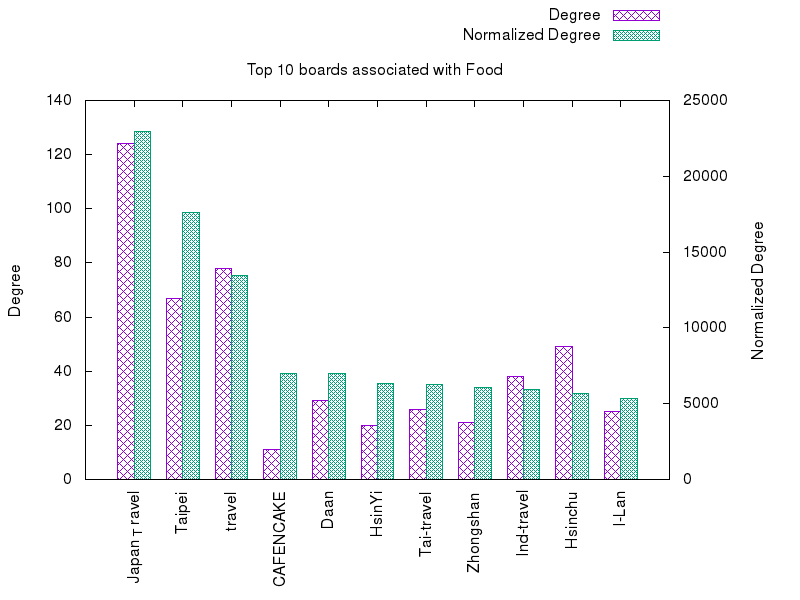 Degree
Normalized Degree
Top 10 boards associated with Food
140
120
100
80
60
40
20
0
25000
20000
15000
10000
5000
0
Degree
Normalized Degree
Japan T ravel
Taipei
travel
CAFENCAKE
Daan
HsinYi
Tai-travel
Zhongshan
Ind-travel
Hsinchu
I-Lan